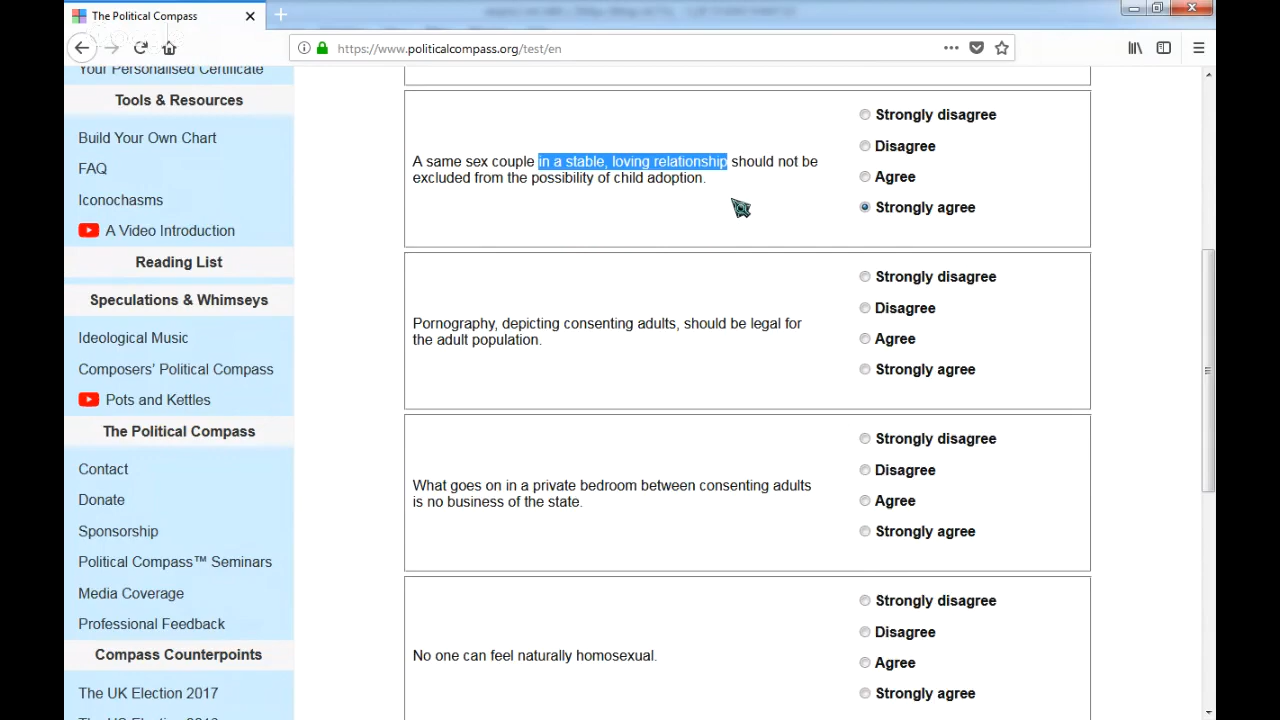 The Political Compass
https://www.politicalcompass.org/test/en
Your Personalised Certificate
Tools & Resources
Build Your Own Chart
FAQ
Iconochasms
A Video Introduction
Reading List
Speculations & Whimseys
Ideological Music
Composers' Political Compass
Pots and Kettles
The Political Compass
Contact
Donate
Sponsorship
Political Compass™ Seminars
Media Coverage
Professional Feedback
Compass Counterpoints
The UK Election 2017
The US Election 2016
A same sex couple in a stable, loving relationship should not be
excluded from the possibility of child adoption.
Strongly disagree
Disagree
Agree
Strongly agree
Pornography, depicting consenting adults, should be legal for
the adult population.
Strongly disagree
Disagree
Agree
Strongly agree
What goes on in a private bedroom between consenting adults
is no business of the state.
Strongly disagree
Disagree
Agree
Strongly agree
No one can feel naturally homosexual.
Strongly disagree
Disagree
Agree
Strongly agree